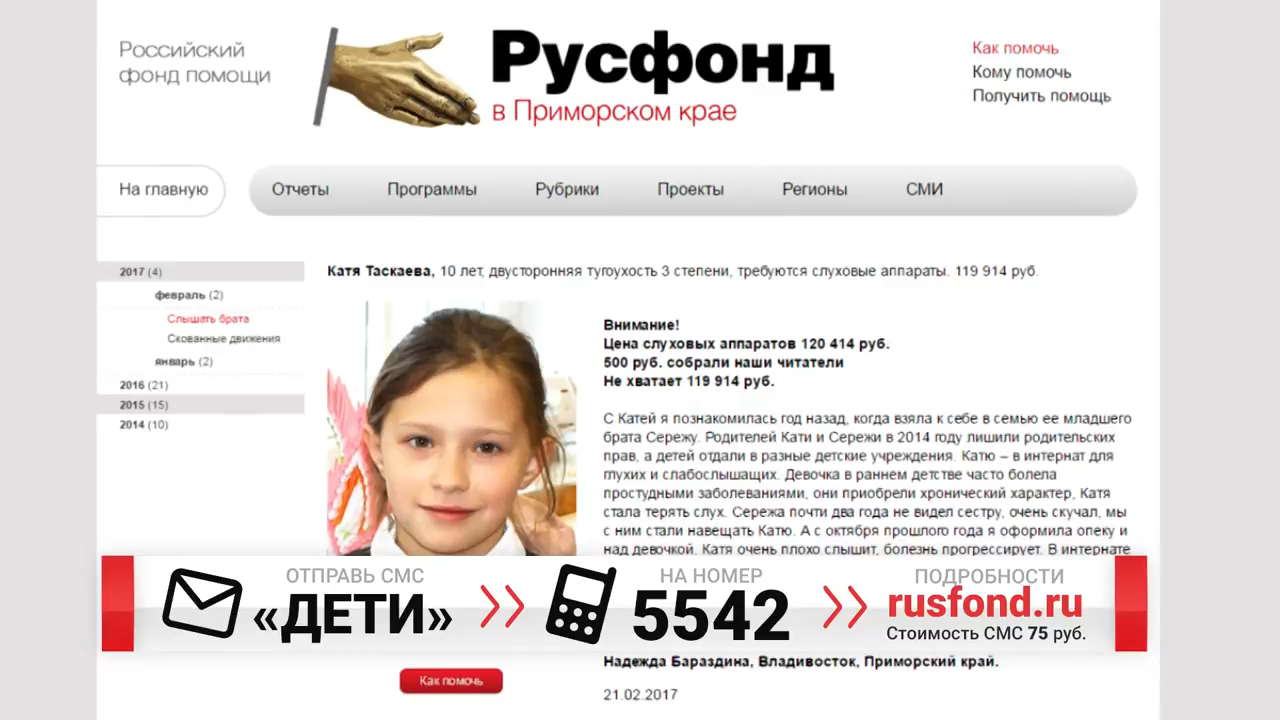 Российский
фонд помощи
Русфонд
в Приморском крае
Как помочь
Кому помочь
Получить помощь
На главную
Отчеты
Программы
Рубрики
Проекты
Регионы
СМИ
2017 (4)
февраль (2)
Слышать брата
Скованные движения
январь (2)
2016 (21)
2015 (15)
2014 (10)
Катя Таскаева, 10 лет, двусторонняя тугоухость 3 степени, требуются слуховые аппараты. 119 914 руб.
Внимание!
Цена слуховых аппаратов 120 414 руб.
500 руб. собрали наши читатели
Не хватает 119 914 руб.
С Катей я познакомилась год назад, когда взяла к себе в семью ее младшего
брата Сережу. Родителей Кати и Сережи в 2014 году лишили родительских
прав, а детей отдали в разные детские учреждения. Катю – в интернат для
глухих и слабослышащих. Девочка в раннем детстве часто болела
простудными заболеваниями, они приобрели хронический характер, Катя
стала терять слух. Сережа почти два года не видел сестру, очень скучал, мы
с ним стали навещать Катю. А с октября прошлого года я оформила опеку и
над девочкой. Катя очень плохо слышит, болезнь прогрессирует. В интернате
ОТПРАВЬ СМС
«ДЕТИ»
НА НОМЕР
5542
ПОДРОБНОСТИ
rusfond.ru
Стоимость СМС 75 руб.
Надежда Бараздина, Владивосток, Приморский край.
Как помочь
21.02.2017